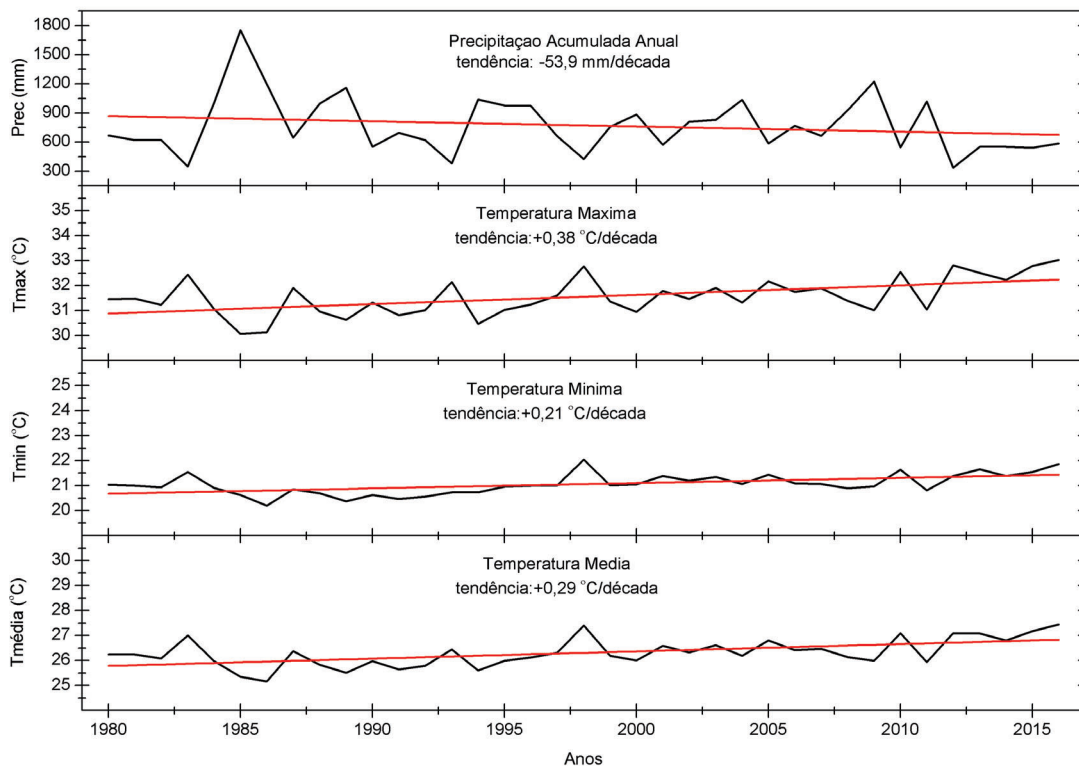 Precipitaçao Acumulada Anual
tendência: -53,9 mm/década
Prec (mm)
1800
1500
1200
900
600
300
Temperatura Maxima
tendência:+0,38 °C/década
Tmax (°C)
35
34
33
32
31
30
Temperatura Minima
tendência:+0,21 °C/década
Tmin (°C)
25
24
23
22
21
20
Temperatura Media
tendência:+0,29 °C/década
Tmédia (°C)
30
29
28
27
26
25
1980 1985 1990 1995 2000 2005 2010 2015
Anos